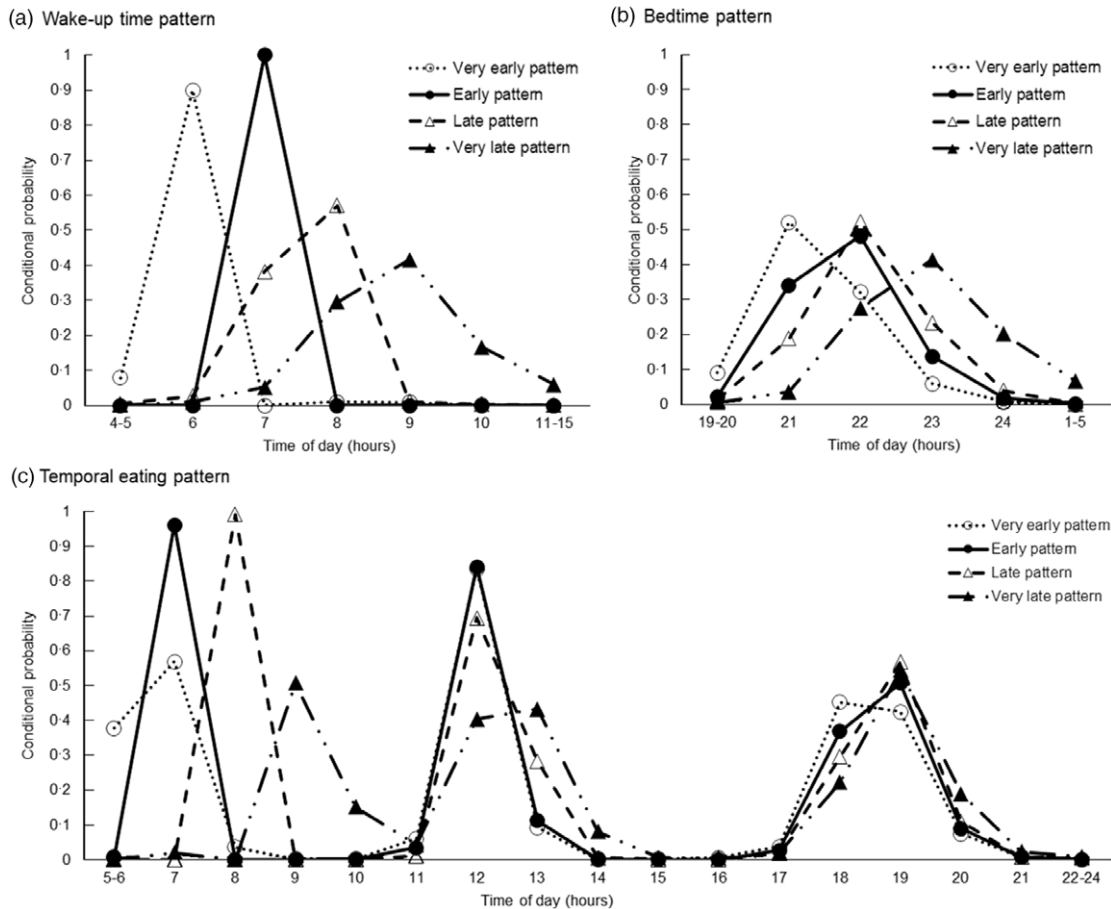 (a) Wake-up time pattern
Conditional probability
1
0·9
0·8
0·7
0·6
0·5
0·4
0·3
0·2
0·1
0
4-5 6 7 8 9 10 11-15
Time of day (hours)
Very early pattern
Early pattern
Late pattern
Very late pattern
(b) Bedtime pattern
Conditional probability
1
0·9
0·8
0·7
0·6
0·5
0·4
0·3
0·2
0·1
0
19-20 21 22 23 24 1-5
Time of day (hours)
Very early pattern
Early pattern
Late pattern
Very late pattern
(c) Temporal eating pattern
Conditional probability
1
0·9
0·8
0·7
0·6
0·5
0·4
0·3
0·2
0·1
0
5-6 7 8 9 10 11 12 13 14 15 16 17 18 19 20 21 22-24
Time of day (hours)
Very early pattern
Early pattern
Late pattern
Very late pattern